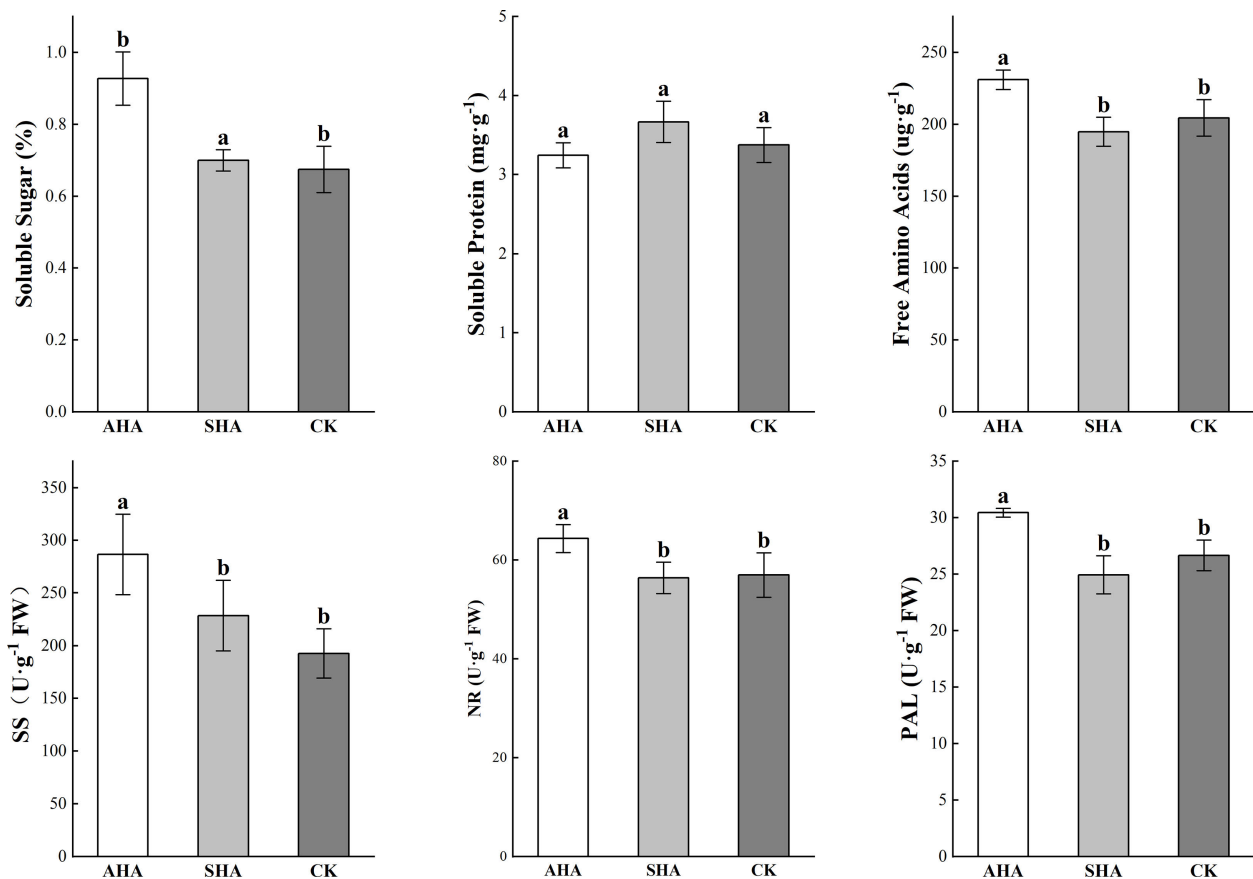 Soluble Sugar (%)
1.0
0.8
0.6
0.4
0.2
0.0
b
a
b
AHA SHA CK
Soluble Protein (mg·g⁻¹)
5
4
3
2
1
0
a
a
a
AHA SHA CK
Free Amino Acids (ug·g⁻¹)
250
200
150
100
50
0
a
b
b
AHA SHA CK
SS（U·g⁻¹ FW）
350
300
250
200
150
100
50
0
a
b
b
AHA SHA CK
NR (U·g⁻¹ FW)
80
60
40
20
0
a
b
b
AHA SHA CK
PAL (U·g⁻¹ FW)
35
30
25
20
15
10
5
0
a
b
b
AHA SHA CK